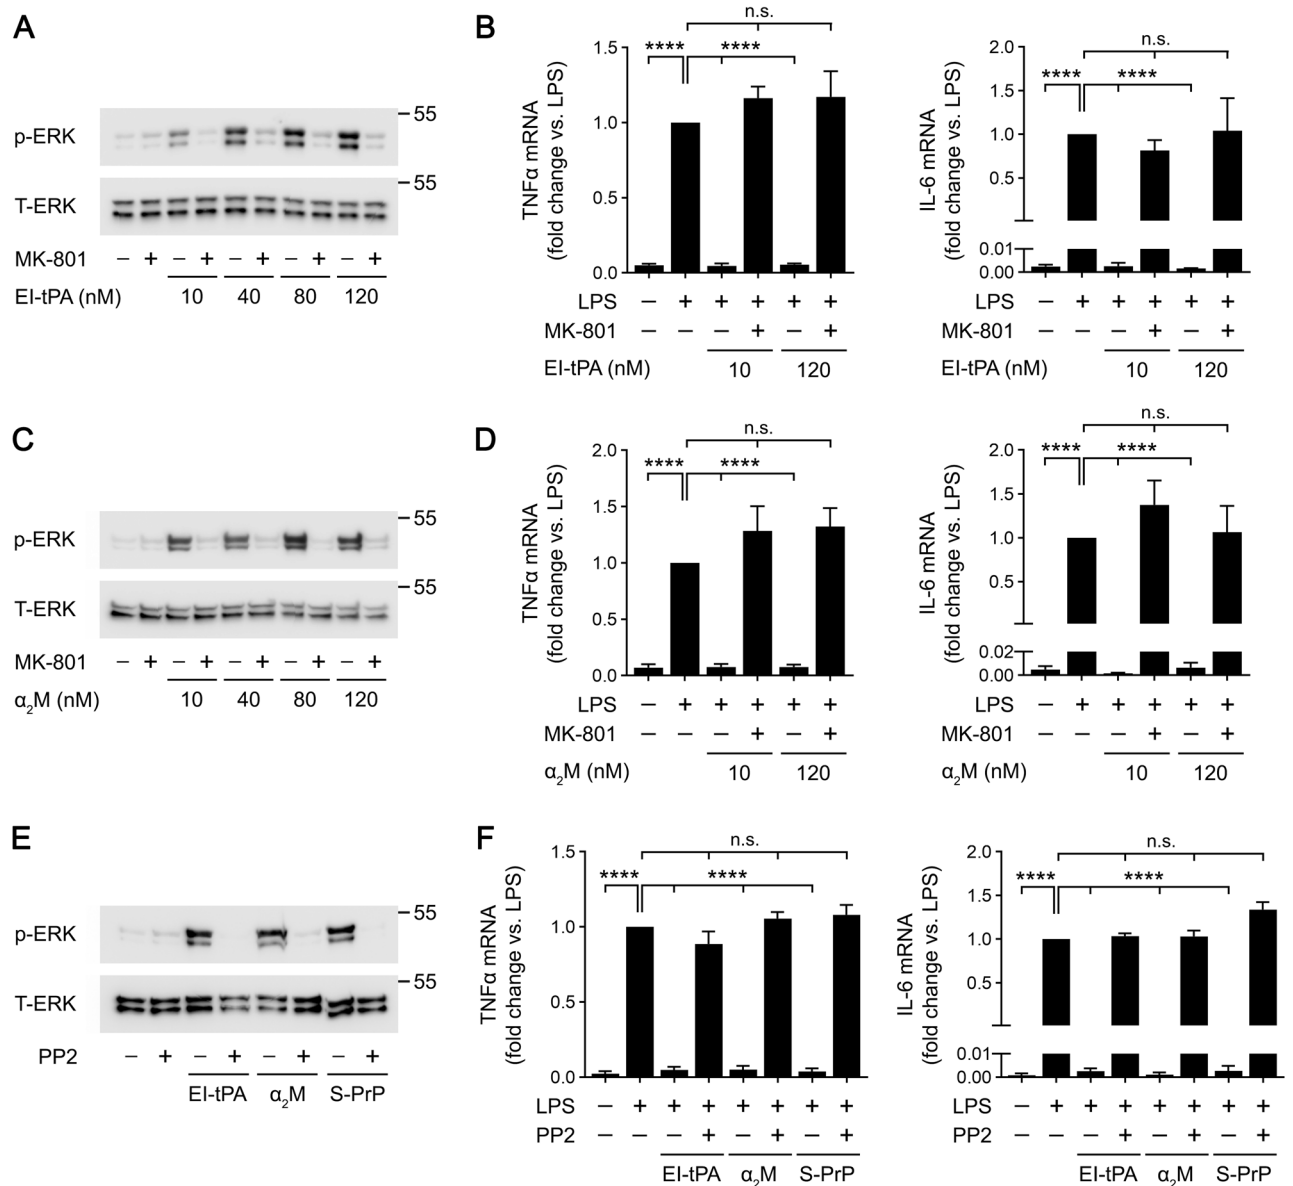 A
p-ERK
55
T-ERK
55
MK-801 – + – + – + – + – +
EI-tPA (nM) 10 40 80 120
B
TNFα mRNA
(fold change vs. LPS)
n.s.
**** ****
1.5
1.0
0.5
0.0
LPS – + + + + +
MK-801 – – – + – +
EI-tPA (nM) 10 120
IL-6 mRNA
(fold change vs. LPS)
n.s.
**** ****
2.0
1.5
1.0
0.5
0.01
0.00
LPS – + + + + +
MK-801 – – – + – +
EI-tPA (nM) 10 120
C
p-ERK
55
T-ERK
55
MK-801 – + – + – + – + – +
α₂M (nM) 10 40 80 120
D
TNFα mRNA
(fold change vs. LPS)
n.s.
**** ****
2.0
1.5
1.0
0.5
0.0
LPS – + + + + +
MK-801 – – – + – +
α₂M (nM) 10 120
IL-6 mRNA
(fold change vs. LPS)
n.s.
**** ****
2.0
1.5
1.0
0.5
0.02
0.00
LPS – + + + + +
MK-801 – – – + – +
α₂M (nM) 10 120
E
p-ERK
55
T-ERK
55
PP2 – + – + – + – +
EI-tPA α₂M S-PrP
F
TNFα mRNA
(fold change vs. LPS)
n.s.
**** ****
1.5
1.0
0.5
0.0
LPS – + + + + + + +
PP2 – – – + – + – +
EI-tPA α₂M S-PrP
IL-6 mRNA
(fold change vs. LPS)
n.s.
**** ****
2.0
1.5
1.0
0.5
0.01
0.00
LPS – + + + + + + +
PP2 – – – + – + – +
EI-tPA α₂M S-PrP